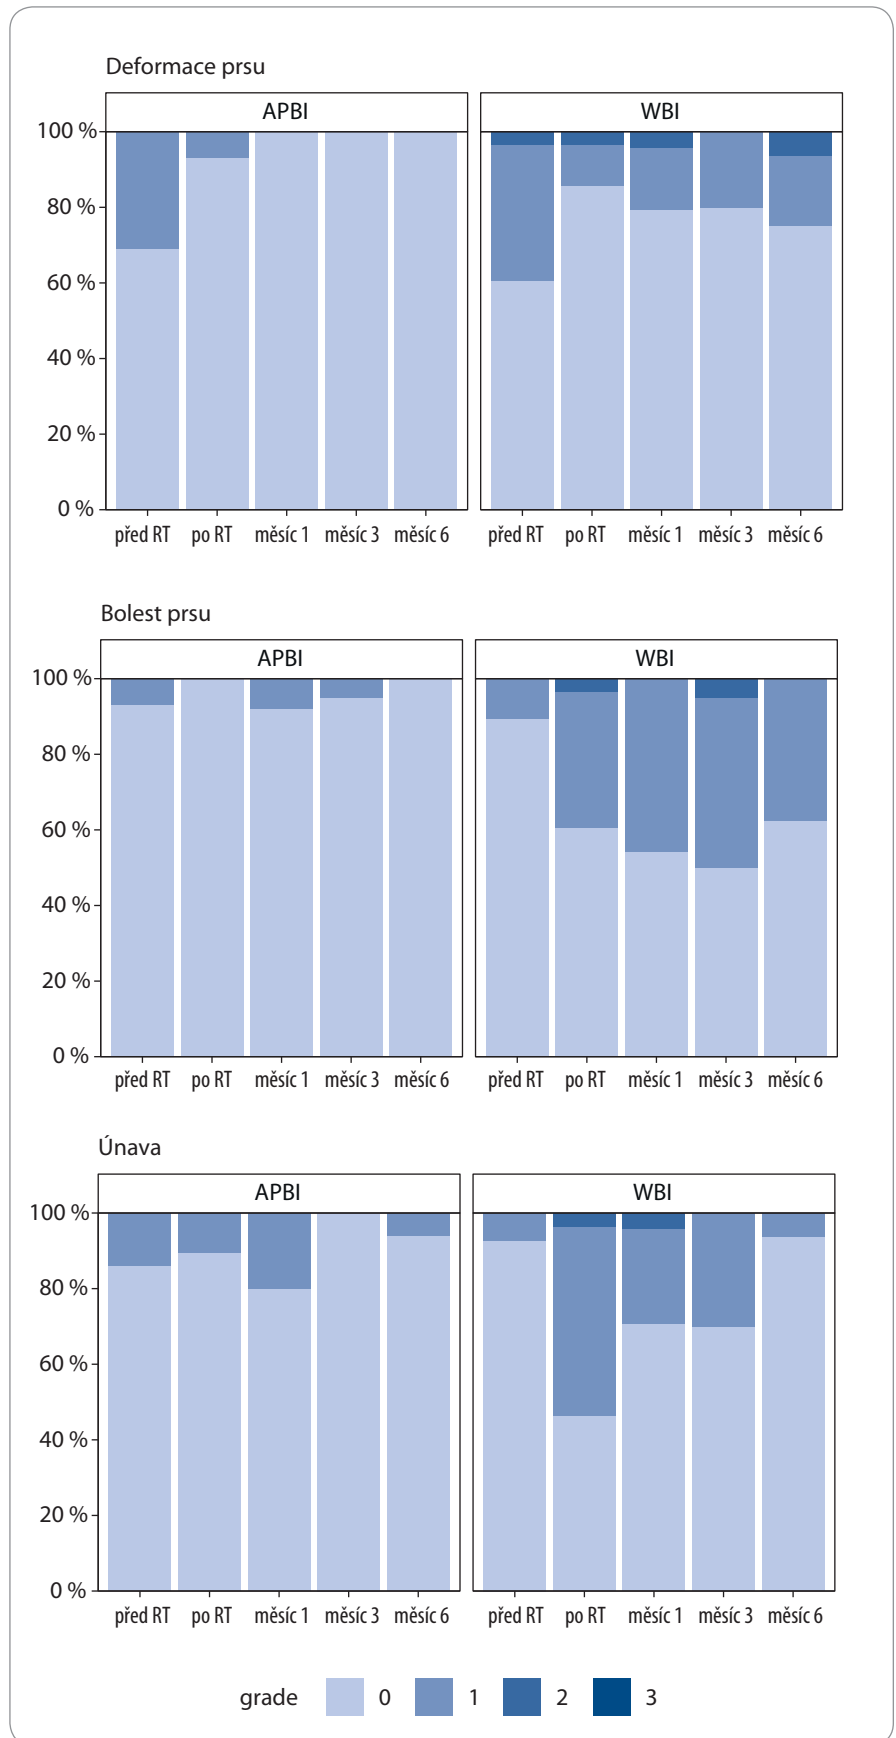 Deformace prsu
APBI WBI
100 %
80 %
60 %
40 %
20 %
0 %
před RT po RT měsíc 1 měsíc 3 měsíc 6 před RT po RT měsíc 1 měsíc 3 měsíc 6
Bolest prsu
APBI WBI
100 %
80 %
60 %
40 %
20 %
0 %
před RT po RT měsíc 1 měsíc 3 měsíc 6 před RT po RT měsíc 1 měsíc 3 měsíc 6
Únava
APBI WBI
100 %
80 %
60 %
40 %
20 %
0 %
před RT po RT měsíc 1 měsíc 3 měsíc 6 před RT po RT měsíc 1 měsíc 3 měsíc 6
grade 0 1 2 3